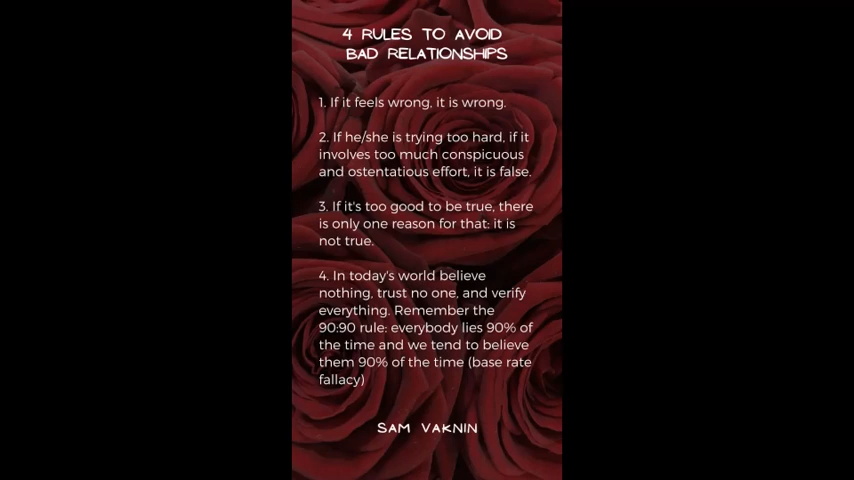 4 RULES TO AVOID
BAD RELATIONSHIPS
1. If it feels wrong, it is wrong.
2. If he/she is trying too hard, if it
involves too much conspicuous
and ostentatious effort, it is false.
3. If it's too good to be true, there
is only one reason for that: it is
not true.
4. In today's world believe
nothing, trust no one, and verify
everything. Remember the
90:90 rule: everybody lies 90% of
the time and we tend to believe
them 90% of the time (base rate
fallacy)
SAM VAKNIN